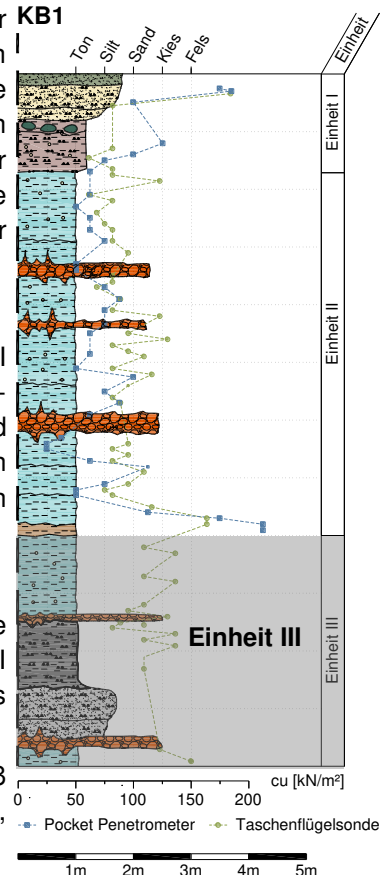 KB1
Ton Silt Sand Kies Fels
Einheit
Einheit I
Einheit II
Einheit III
Einheit III
0 50 100 150 200
cu [kN/m²]
Pocket Penetrometer Taschenflügelsonde
1m 2m 3m 4m 5m